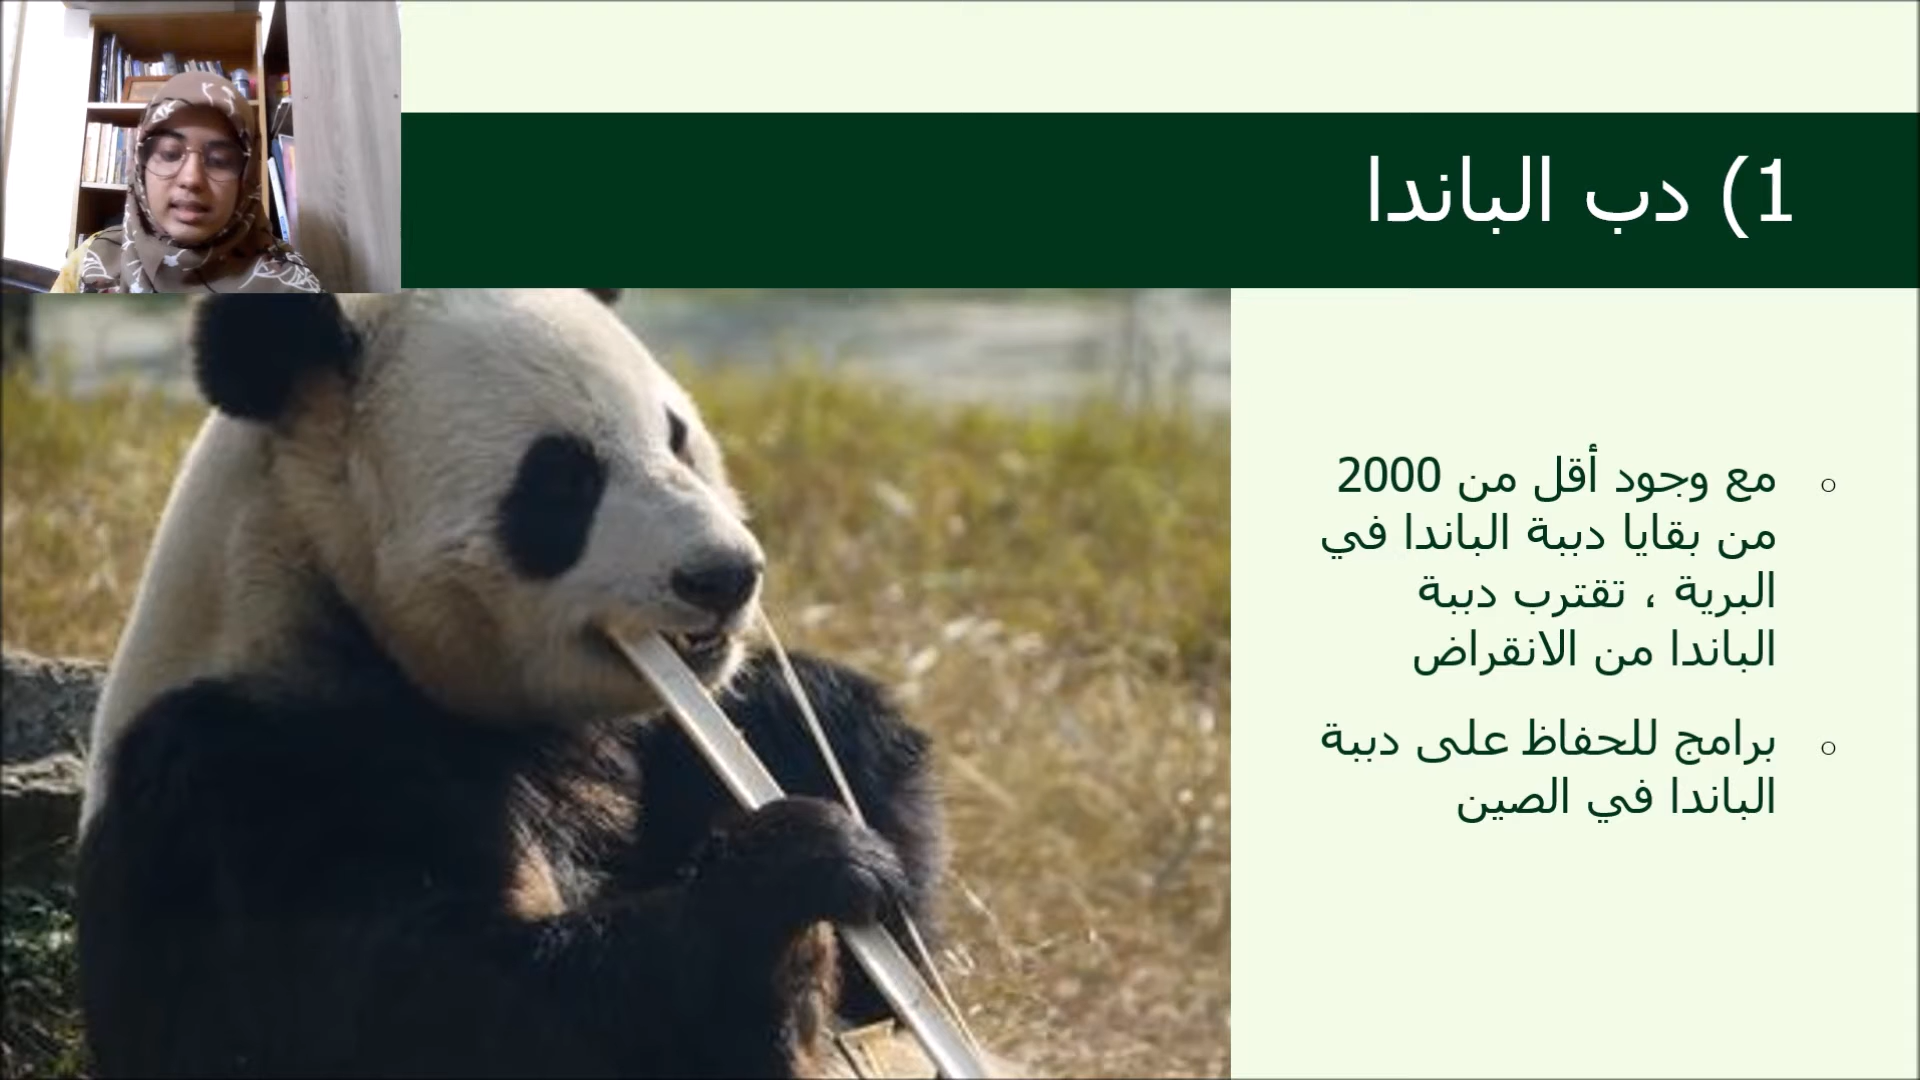 1) دب الباندا
○ مع وجود أقل من 2000
من بقايا دببة الباندا في
البرية ، تقترب دببة
الباندا من الانقراض
○ برامج للحفاظ على دببة
الباندا في الصين